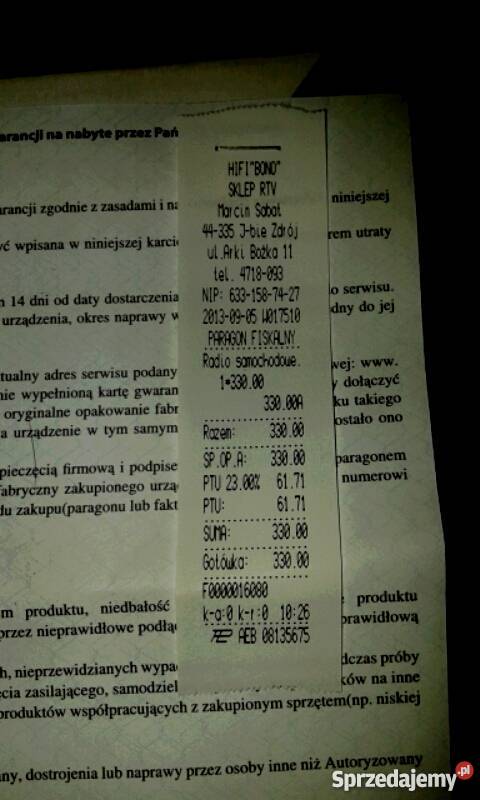 arancji na nabyte przez Pań
HIFI"BONO"
SKLEP RTV
Marcin Sobat
44-335 J-bie Zdrój
ul.Arki Bożka 11
tel. 4718-093
NIP: 633-158-74-27
2013-09-05 W017510
PARAGON FISKALNY
Radio samochodowe.
1*330.00
330.00A
Razem: 330.00
SP.OP.A: 330.00
PTU 23.00% 61.71
PTU: 61.71
SUMA: 330.00
Gotówka: 330.00
F0000016080
k-a:0 k-r:0 10:26
AEB 08135675
arancji zgodnie z zasadami i na
niniejszej
yć wpisana w niniejszej karci
rem utraty
14 dni od daty dostarczenia
o serwisu.
urządzenia, okres naprawy w
dny do jej
tualny adres serwisu podany
wej: www.
nie wypełnioną kartę gwaran
dołączyć
oryginalne opakowanie fabr
ku takiego
a urządzenie w tym samym
ostało ono
pieczęcią firmową i podpise
paragonem
fabryczny zakupionego urzą
numerowi
du zakupu(paragonu lub fakt
m produktu, niedbałość
produktu
przez nieprawidłowe podłą
prawidłową
h, nieprzewidzianych wypa
dczas próby
cia zasilającego, samodziel
ków na inne
produktów współpracujących z zakupionym sprzętem(np. niskiej
any, dostrojenia lub naprawy przez osoby inne niż Autoryzowany
Sprzedajemy.pl